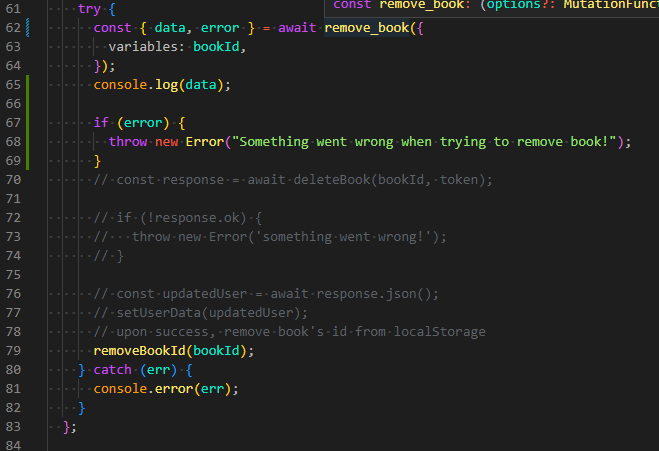 const remove_book: (options?: MutationFunct
61 try {
62 const { data, error } = await remove_book({
63 variables: bookId,
64 });
65 console.log(data);
66
67 if (error) {
68 throw new Error("Something went wrong when trying to remove book!");
69 }
70 // const response = await deleteBook(bookId, token);
71
72 // if (!response.ok) {
73 //   throw new Error('something went wrong!');
74 // }
75
76 // const updatedUser = await response.json();
77 // setUserData(updatedUser);
78 // upon success, remove book's id from localStorage
79 removeBookId(bookId);
80 } catch (err) {
81 console.error(err);
82 }
83 };
84